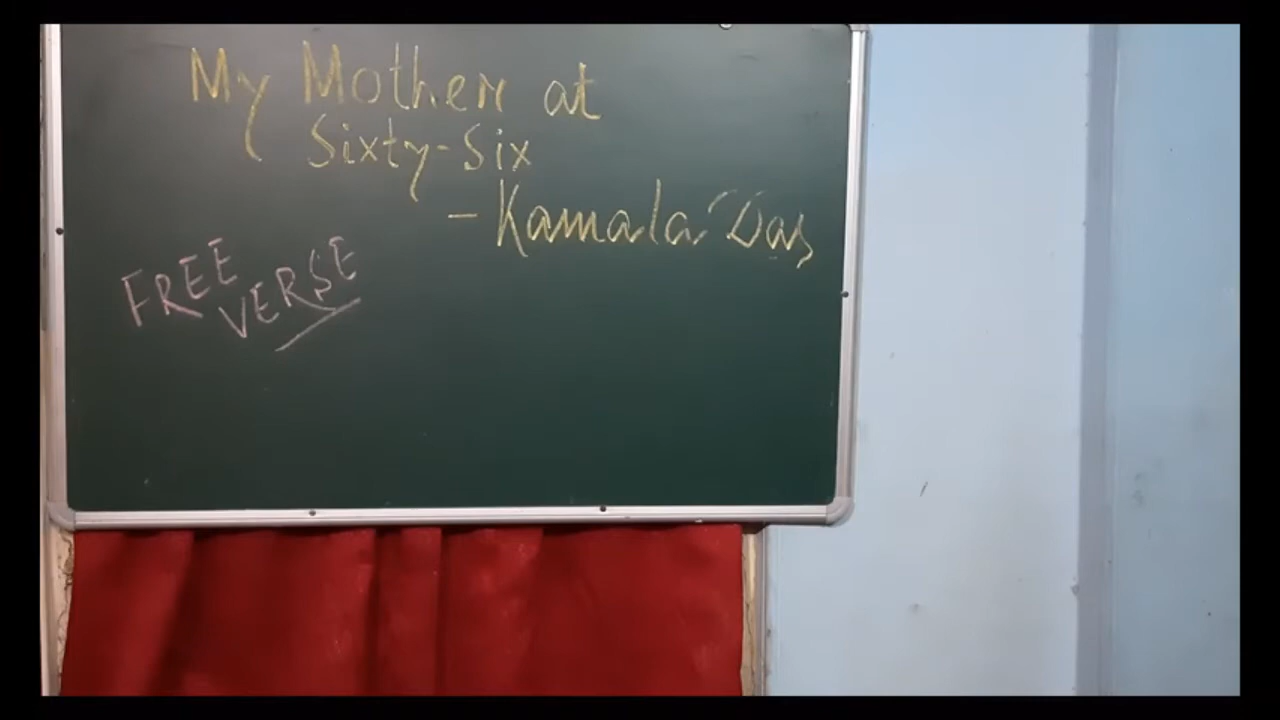 My Mother at
Sixty-Six
- Kamala Das
FREE
VERSE